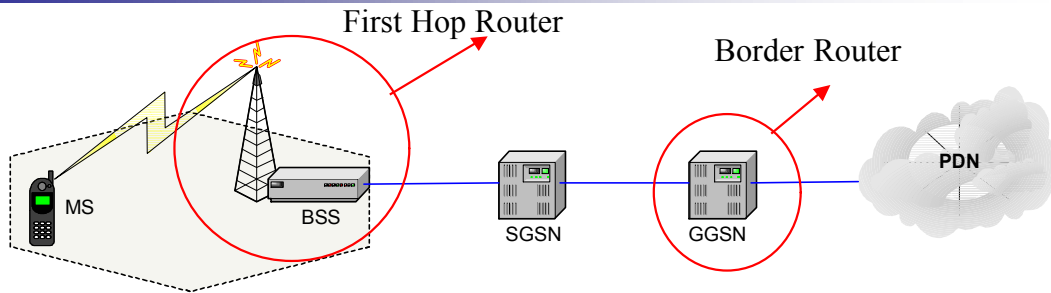 First Hop Router
Border Router
PDN
MS
BSS
SGSN
GGSN